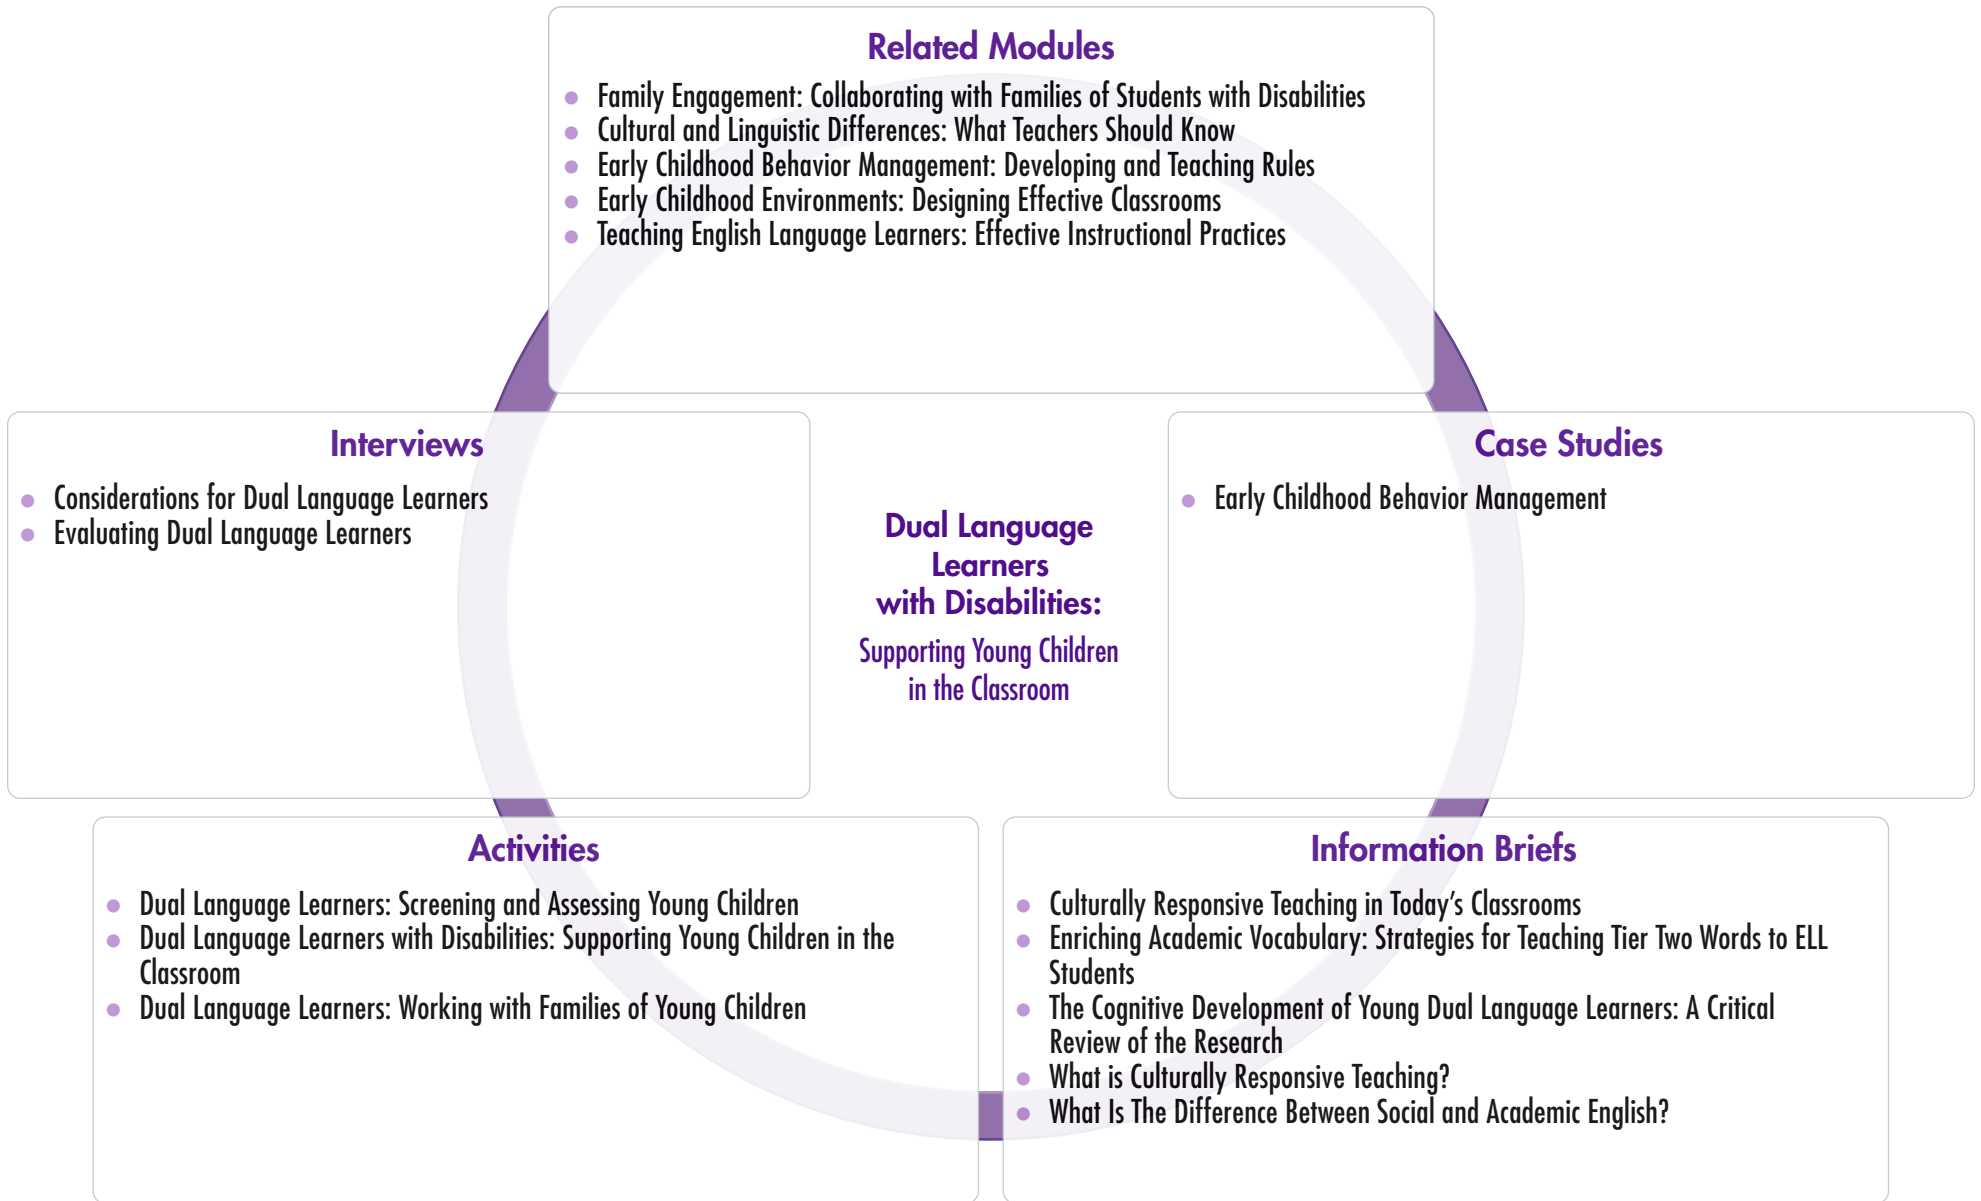 Related Modules
Family Engagement: Collaborating with Families of Students with Disabilities
Cultural and Linguistic Differences: What Teachers Should Know
Early Childhood Behavior Management: Developing and Teaching Rules
Early Childhood Environments: Designing Effective Classrooms
Teaching English Language Learners: Effective Instructional Practices
Interviews
Considerations for Dual Language Learners
Evaluating Dual Language Learners
Dual Language
Learners
with Disabilities:
Supporting Young Children
in the Classroom
Case Studies
Early Childhood Behavior Management
Activities
Dual Language Learners: Screening and Assessing Young Children
Dual Language Learners with Disabilities: Supporting Young Children in the
Classroom
Dual Language Learners: Working with Families of Young Children
Information Briefs
Culturally Responsive Teaching in Today's Classrooms
Enriching Academic Vocabulary: Strategies for Teaching Tier Two Words to ELL
Students
The Cognitive Development of Young Dual Language Learners: A Critical
Review of the Research
What is Culturally Responsive Teaching?
What Is The Difference Between Social and Academic English?